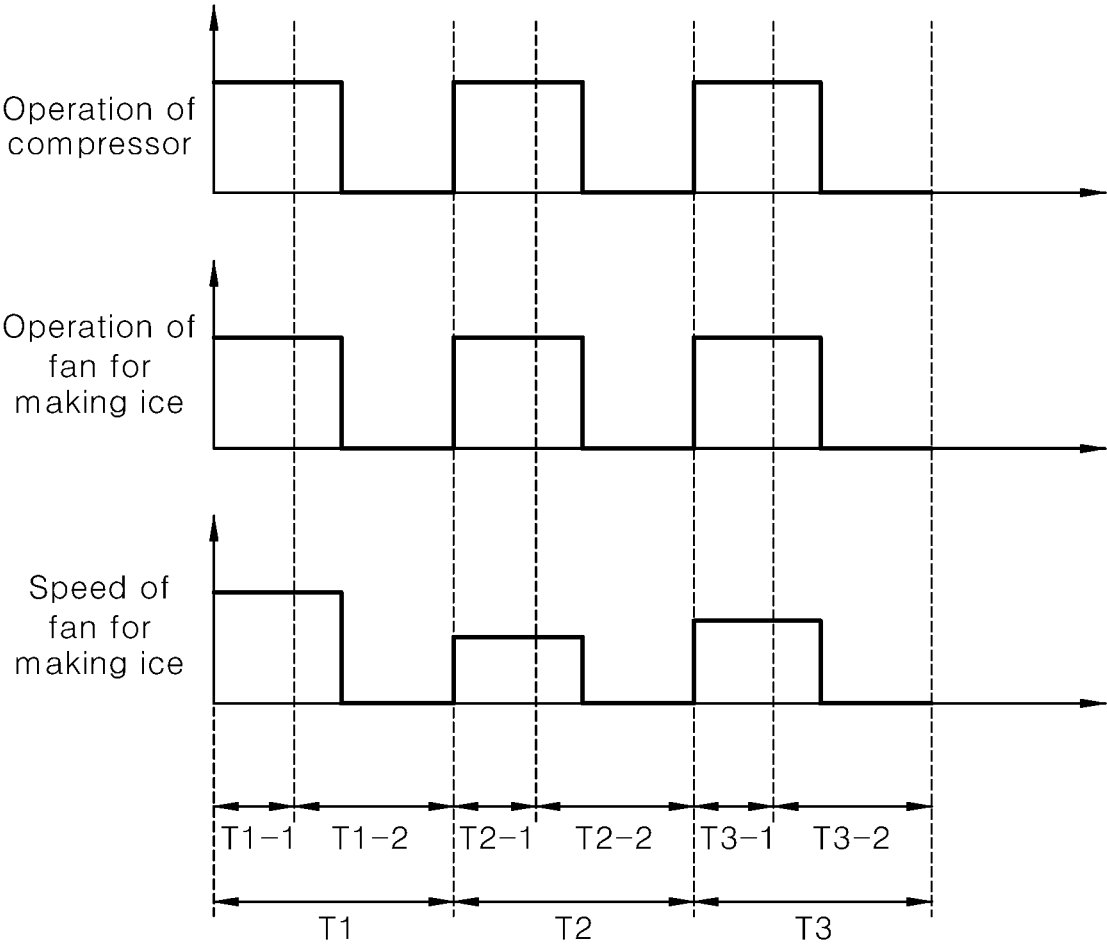 Operation of
compressor
Operation of
fan for
making ice
Speed of
fan for
making ice
T1-1 T1-2 T2-1 T2-2 T3-1 T3-2
T1 T2 T3